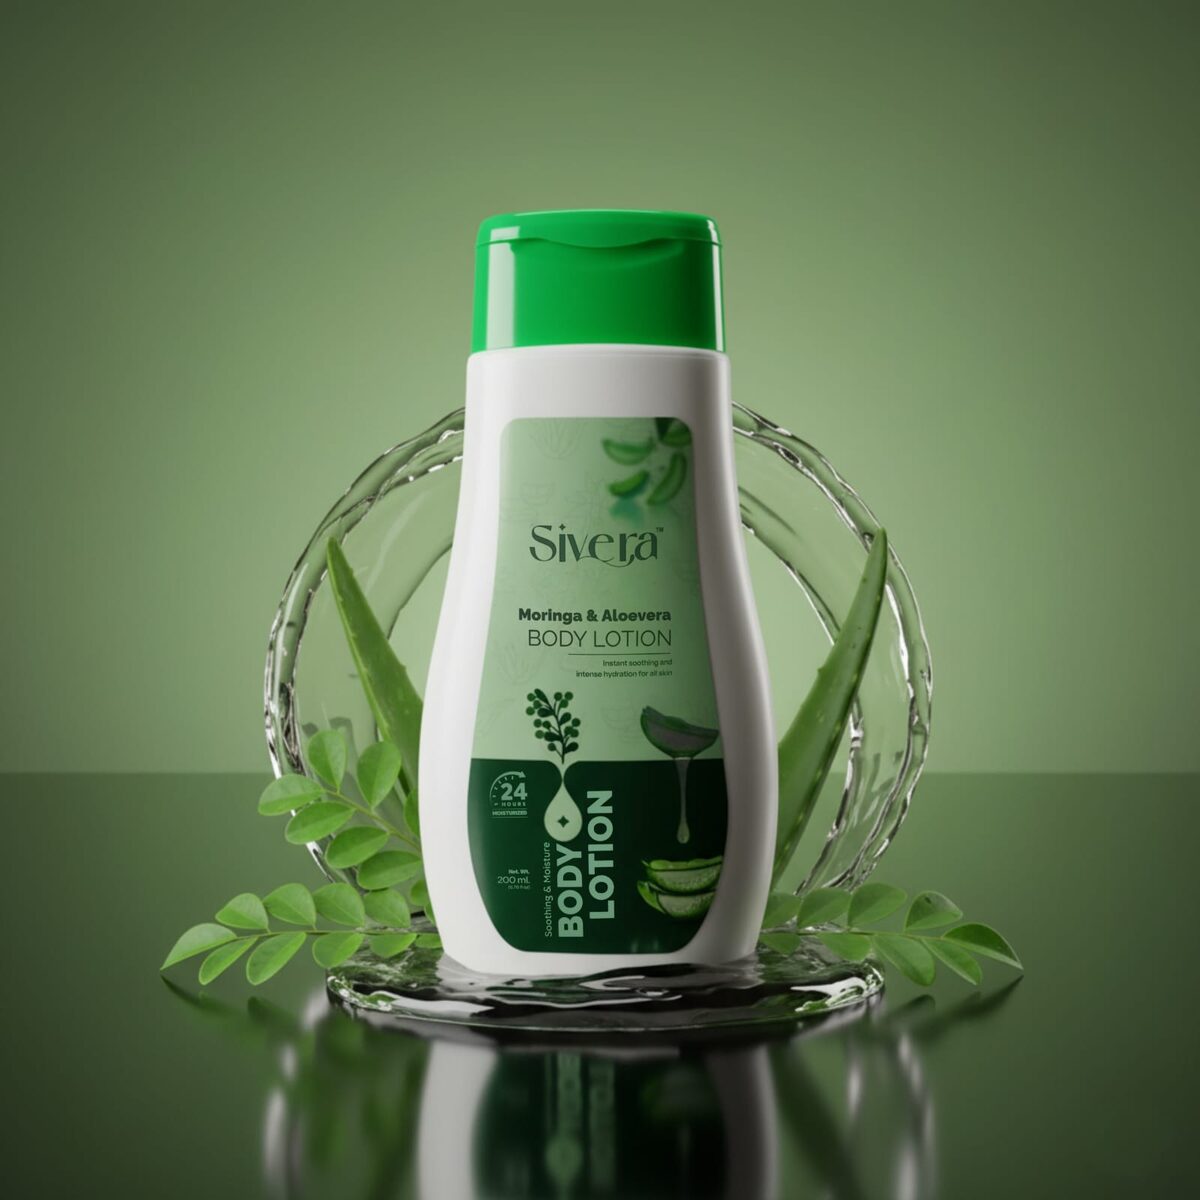 Sivera™
Moringa & Aloevera
BODY LOTION
Instant soothing and
intense hydration for all skin
24
HOURS
MOISTURIZED
Net. Wt.
200 mL
Soothing & Moisture
BODY
LOTION